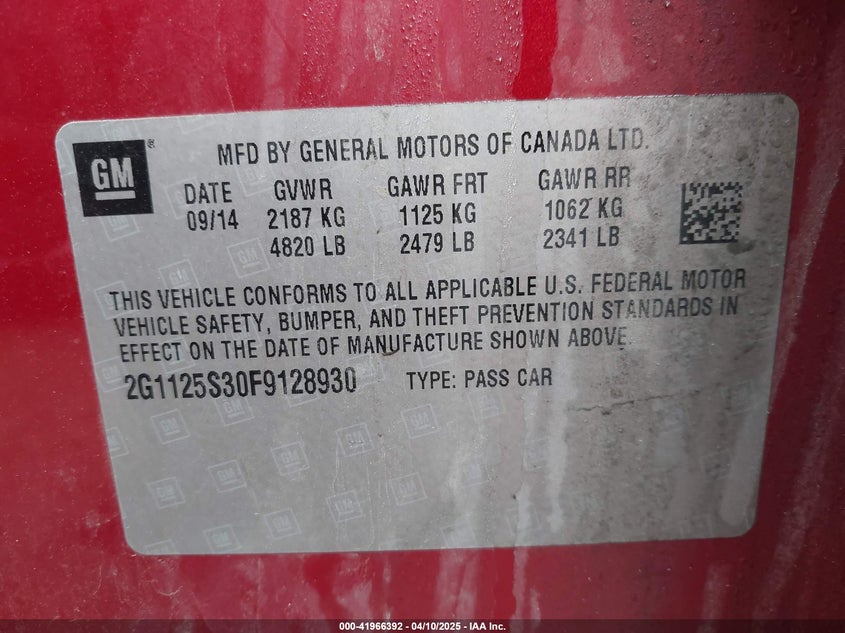 GM ®
MFD BY GENERAL MOTORS OF CANADA LTD.
DATE GVWR GAWR FRT GAWR RR
09/14 2187 KG 1125 KG 1062 KG
4820 LB 2479 LB 2341 LB
THIS VEHICLE CONFORMS TO ALL APPLICABLE U.S. FEDERAL MOTOR
VEHICLE SAFETY, BUMPER, AND THEFT PREVENTION STANDARDS IN
EFFECT ON THE DATE OF MANUFACTURE SHOWN ABOVE.
2G1125S30F9128930 TYPE: PASS CAR
000-41966392 - 04/10/2025 - IAA Inc.